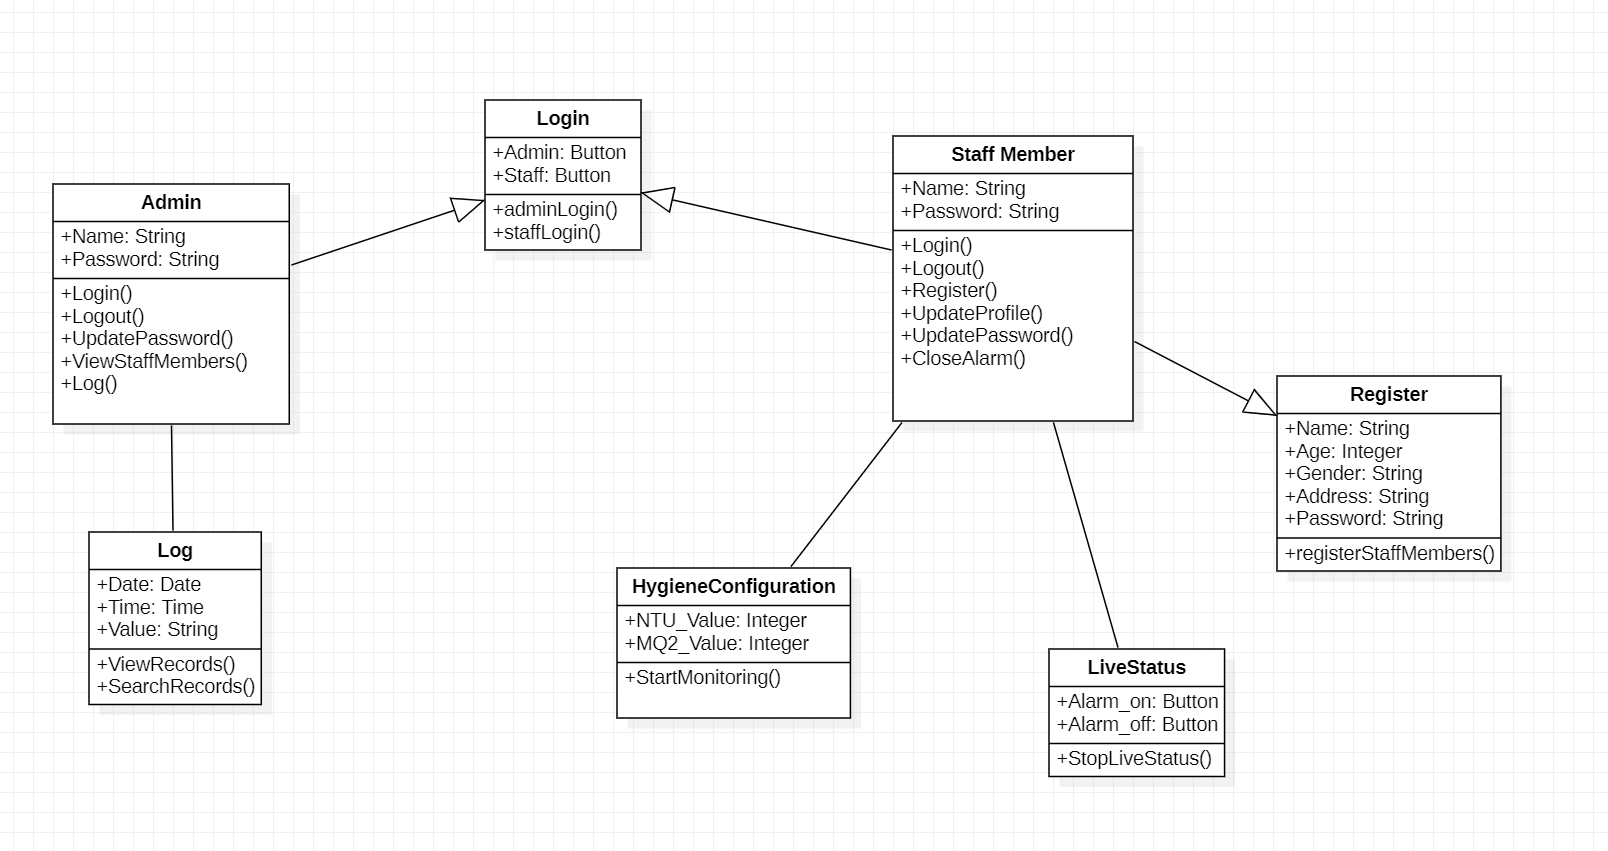 Login
+Admin: Button
+Staff: Button
+adminLogin()
+staffLogin()
Staff Member
+Name: String
+Password: String
+Login()
+Logout()
+Register()
+UpdateProfile()
+UpdatePassword()
+CloseAlarm()
Admin
+Name: String
+Password: String
+Login()
+Logout()
+UpdatePassword()
+ViewStaffMembers()
+Log()
Register
+Name: String
+Age: Integer
+Gender: String
+Address: String
+Password: String
+registerStaffMembers()
Log
+Date: Date
+Time: Time
+Value: String
+ViewRecords()
+SearchRecords()
HygieneConfiguration
+NTU_Value: Integer
+MQ2_Value: Integer
+StartMonitoring()
LiveStatus
+Alarm_on: Button
+Alarm_off: Button
+StopLiveStatus()